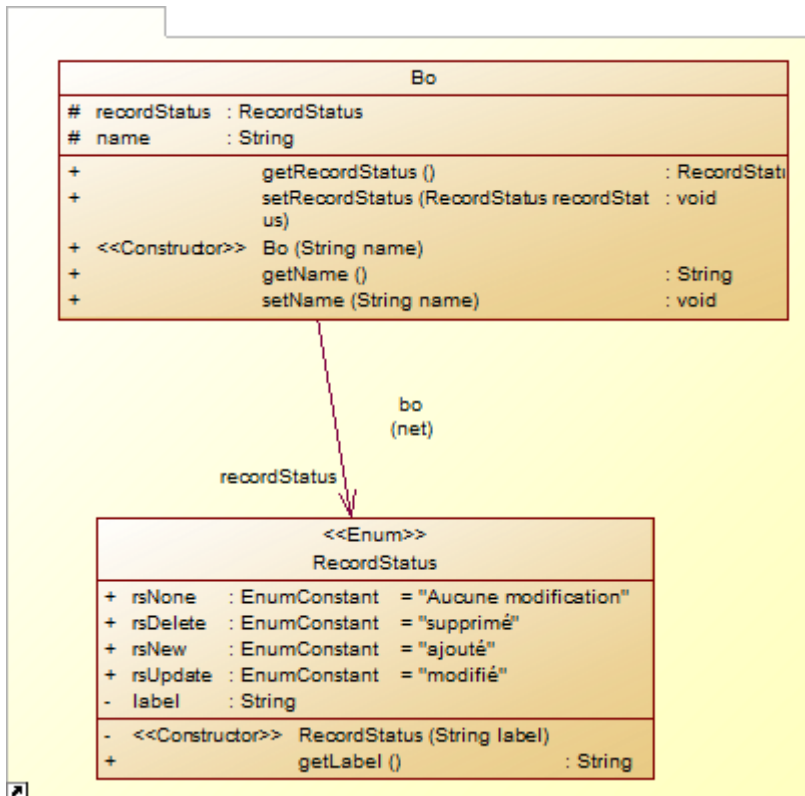 Bo
# recordStatus : RecordStatus
# name : String
+ getRecordStatus () : RecordStatu
+ setRecordStatus (RecordStatus recordStat : void
us)
+ <<Constructor>> Bo (String name)
+ getName () : String
+ setName (String name) : void
bo
(net)
recordStatus
<<Enum>>
RecordStatus
+ rsNone : EnumConstant = "Aucune modification"
+ rsDelete : EnumConstant = "supprimé"
+ rsNew : EnumConstant = "ajouté"
+ rsUpdate : EnumConstant = "modifié"
- label : String
- <<Constructor>> RecordStatus (String label)
+ getLabel () : String